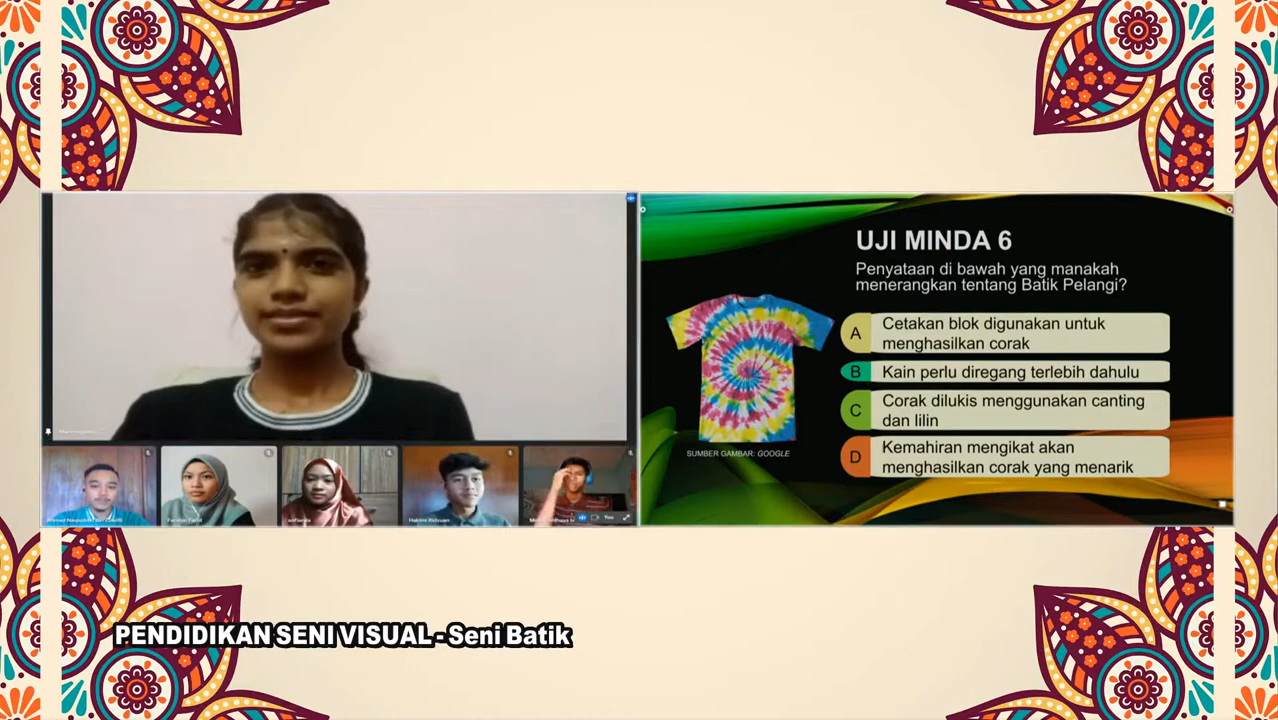 UJI MINDA 6
Penyataan di bawah yang manakah
menerangkan tentang Batik Pelangi?
A
Cetakan blok digunakan untuk
menghasilkan corak
B
Kain perlu diregang terlebih dahulu
C
Corak dilukis menggunakan canting
dan lilin
D
Kemahiran mengikat akan
menghasilkan corak yang menarik
SUMBER GAMBAR: GOOGLE
Hakimi Ridzuan
You
PENDIDIKAN SENI VISUAL - Seni Batik